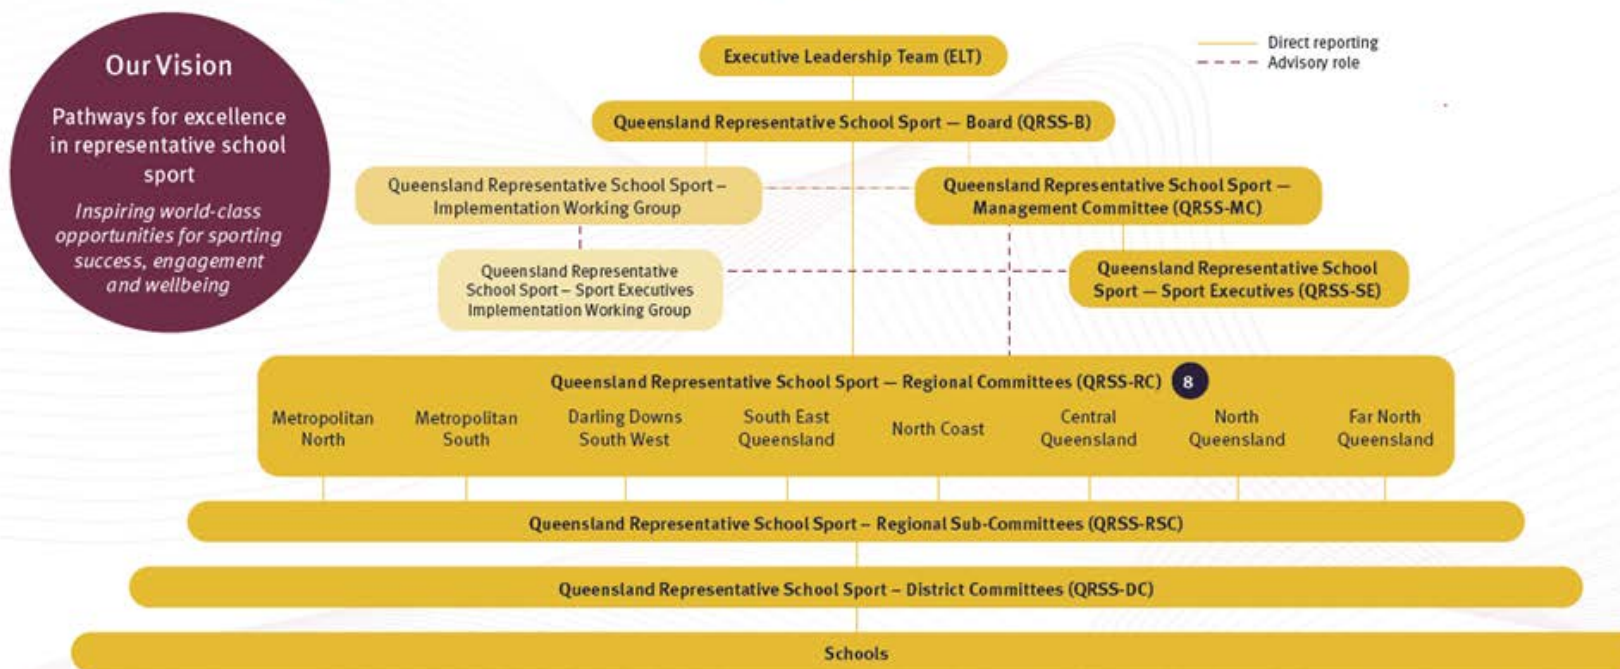 Our Vision
Pathways for excellence
in representative school
sport
Inspiring world-class
opportunities for sporting
success, engagement
and wellbeing
Direct reporting
Advisory role
Executive Leadership Team (ELT)
Queensland Representative School Sport — Board (QRSS-B)
Queensland Representative School Sport –
Implementation Working Group
Queensland Representative School Sport —
Management Committee (QRSS-MC)
Queensland Representative
School Sport – Sport Executives
Implementation Working Group
Queensland Representative School
Sport — Sport Executives (QRSS-SE)
Queensland Representative School Sport — Regional Committees (QRSS-RC) 8
Metropolitan
North
Metropolitan
South
Darling Downs
South West
South East
Queensland
North Coast
Central
Queensland
North
Queensland
Far North
Queensland
Queensland Representative School Sport – Regional Sub-Committees (QRSS-RSC)
Queensland Representative School Sport – District Committees (QRSS-DC)
Schools